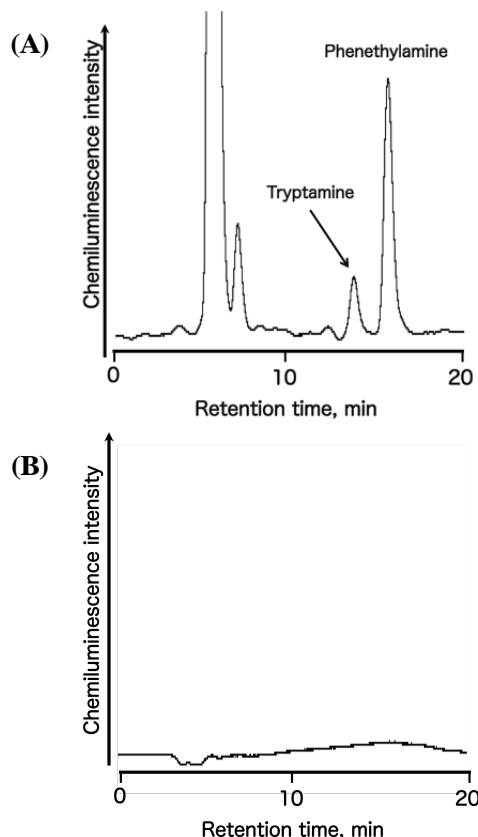 (A)
Chemiluminescence intensity
Phenethylamine
Tryptamine
0 10 20
Retention time, min
(B)
Chemiluminescence intensity
0 10 20
Retention time, min